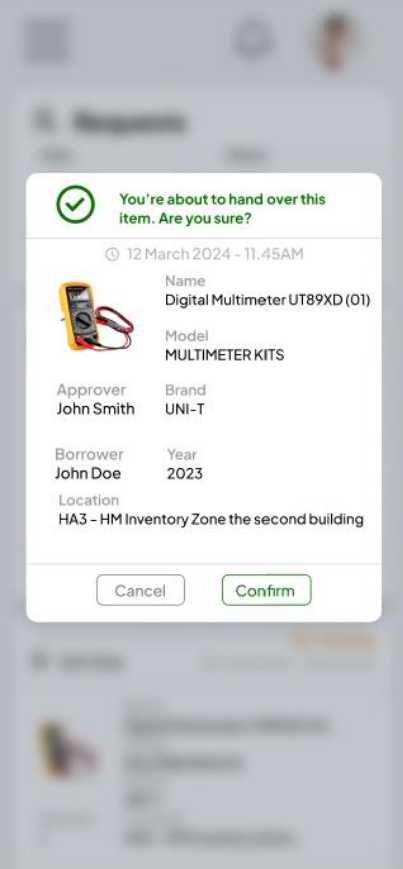 Requests
You're about to hand over this
item. Are you sure?
12 March 2024 - 11.45AM
Name
Digital Multimeter UT89XD (01)
Model
MULTIMETER KITS
Approver
John Smith
Brand
UNI-T
Borrower
John Doe
Year
2023
Location
HA3 - HM Inventory Zone the second building
Cancel
Confirm